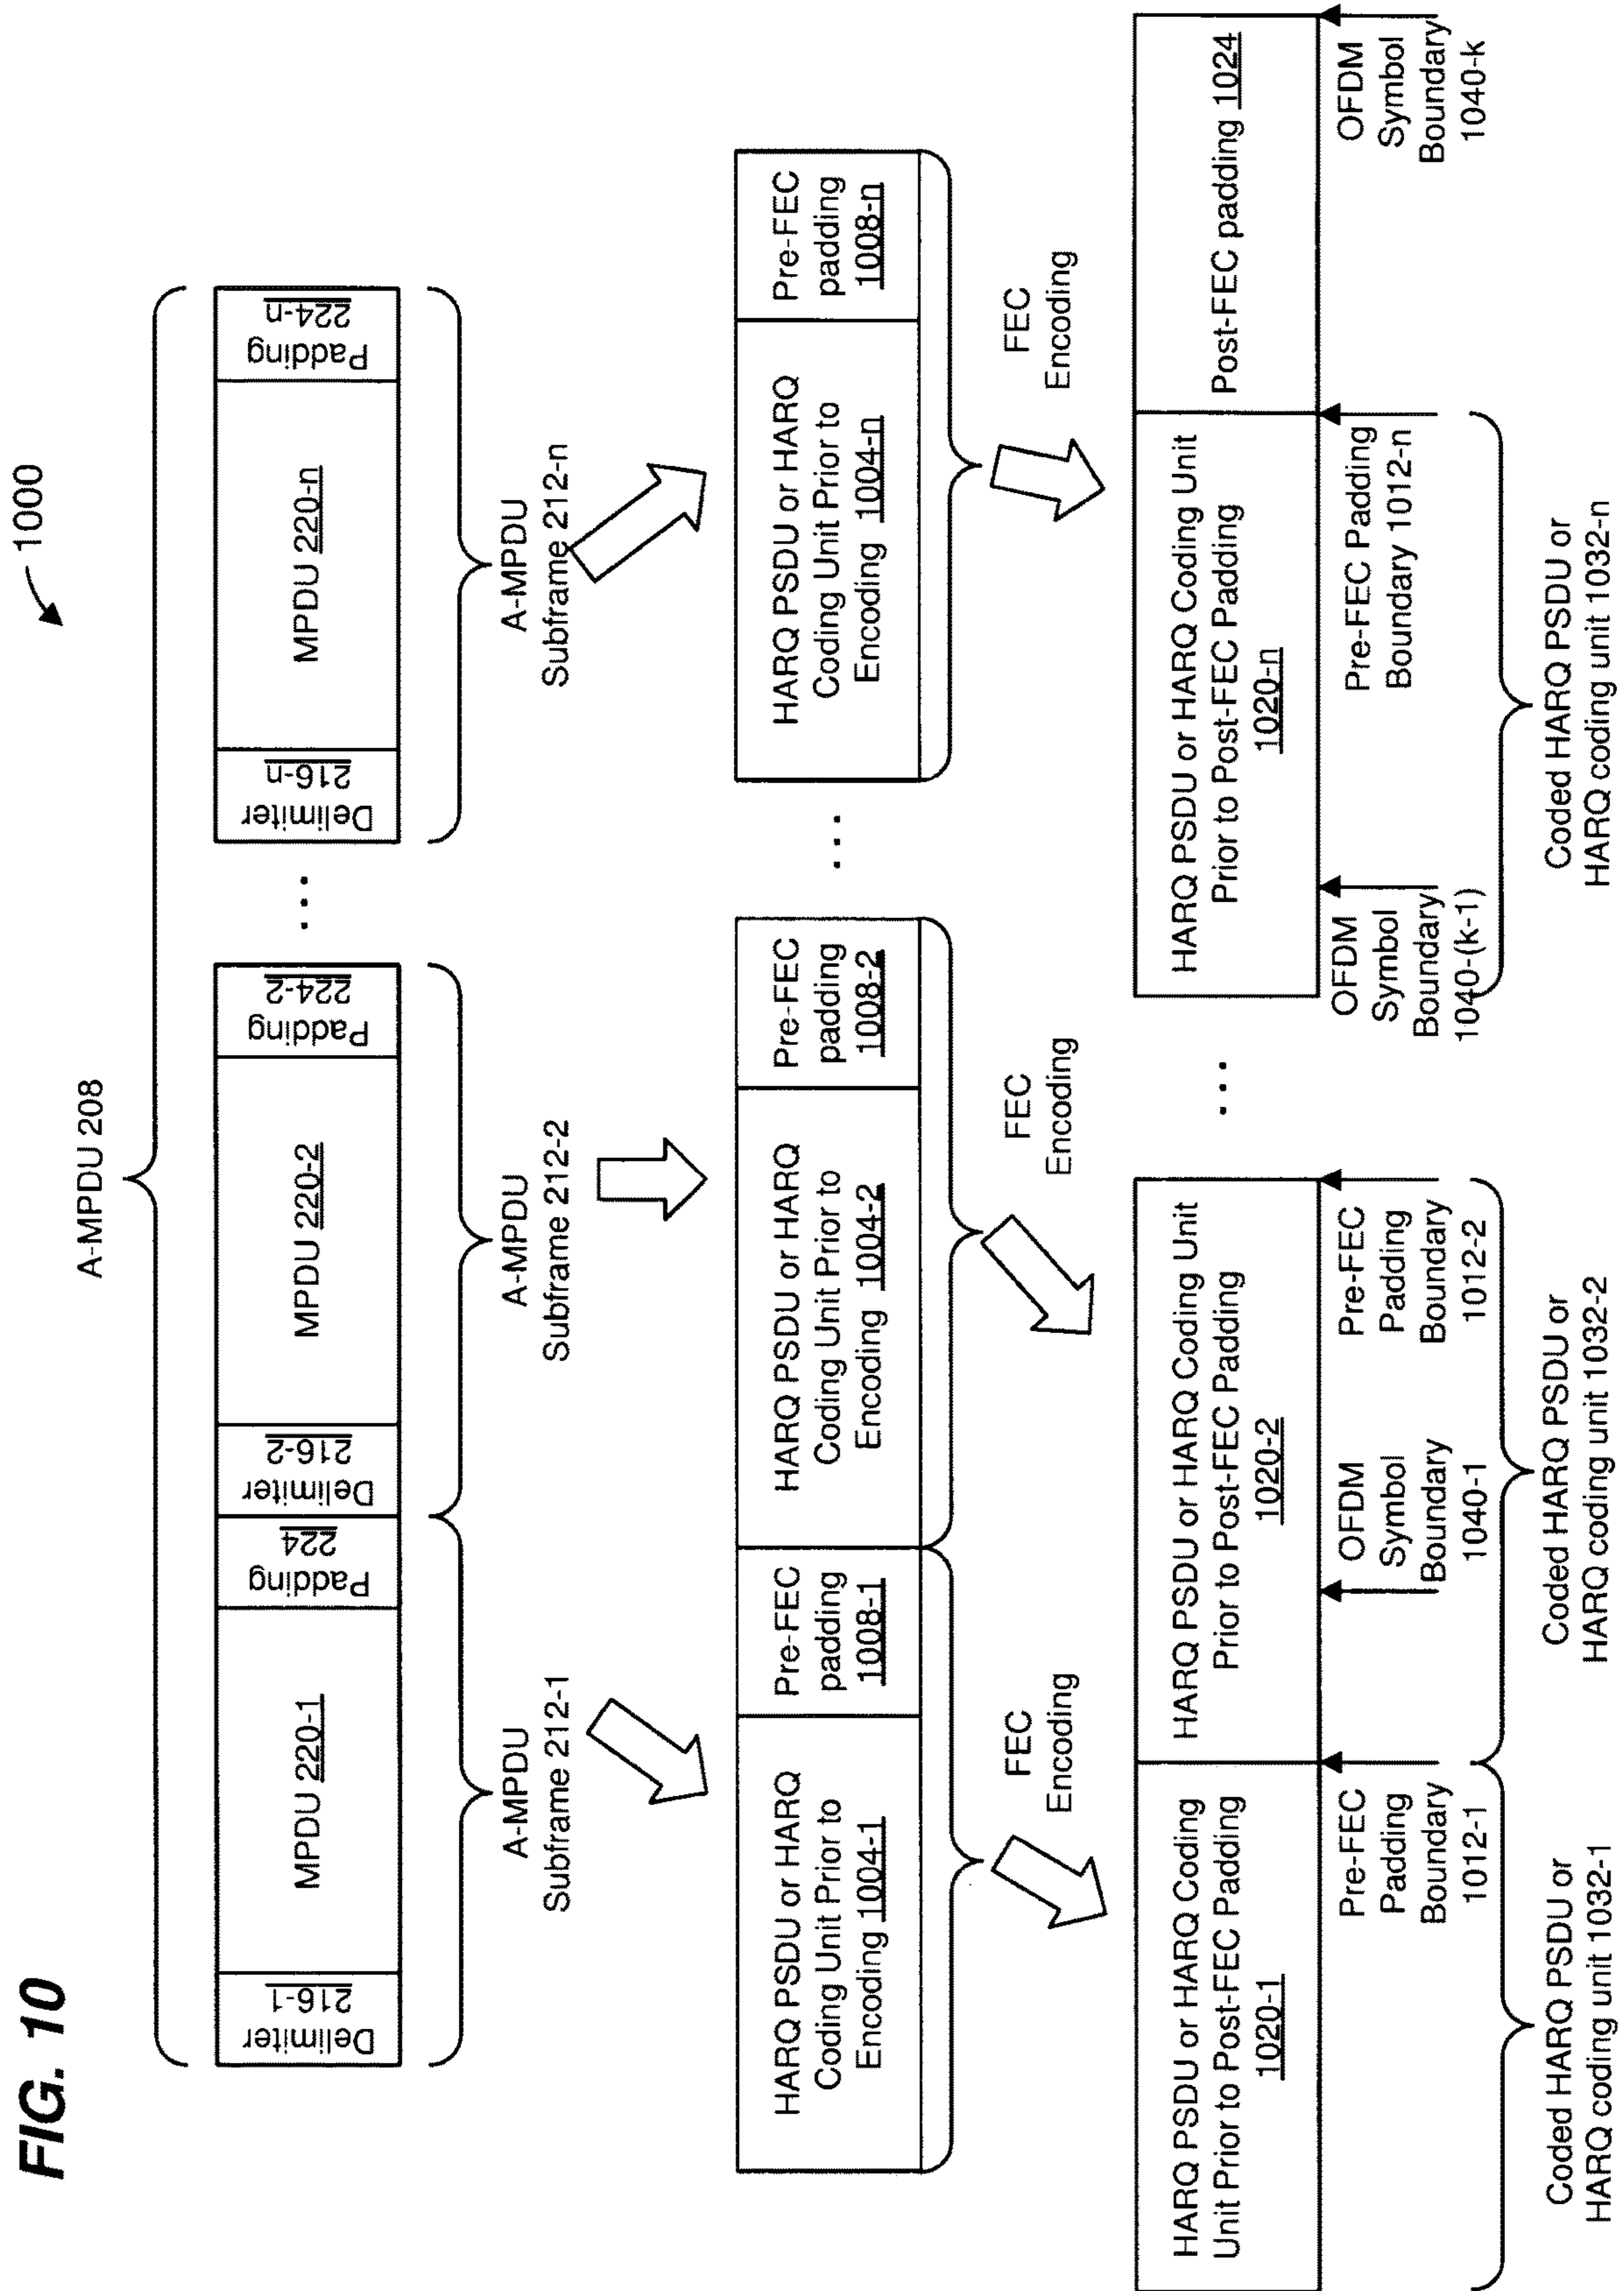 FIG. 10
1000
A-MPDU 208
Delimiter
216-1
MPDU 220-1
Padding
224
Delimiter
216-2
MPDU 220-2
Padding
224-2
...
Delimiter
216-n
MPDU 220-n
Padding
224-n
A-MPDU
Subframe 212-1
A-MPDU
Subframe 212-2
A-MPDU
Subframe 212-n
HARQ PSDU or HARQ
Coding Unit Prior to
Encoding 1004-1
Pre-FEC
padding
1008-1
HARQ PSDU or HARQ
Coding Unit Prior to
Encoding 1004-2
Pre-FEC
padding
1008-2
...
HARQ PSDU or HARQ
Coding Unit Prior to
Encoding 1004-n
Pre-FEC
padding
1008-n
FEC
Encoding
FEC
Encoding
FEC
Encoding
HARQ PSDU or HARQ Coding
Unit Prior to Post-FEC Padding
1020-1
HARQ PSDU or HARQ Coding Unit
Prior to Post-FEC Padding
1020-2
...
HARQ PSDU or HARQ Coding Unit
Prior to Post-FEC Padding
1020-n
Post-FEC padding 1024
Pre-FEC
Padding
Boundary
1012-1
OFDM
Symbol
Boundary
1040-1
Pre-FEC
Padding
Boundary
1012-2
OFDM
Symbol
Boundary
1040-(k-1)
Pre-FEC Padding
Boundary 1012-n
OFDM
Symbol
Boundary
1040-k
Coded HARQ PSDU or
HARQ coding unit 1032-1
Coded HARQ PSDU or
HARQ coding unit 1032-2
Coded HARQ PSDU or
HARQ coding unit 1032-n